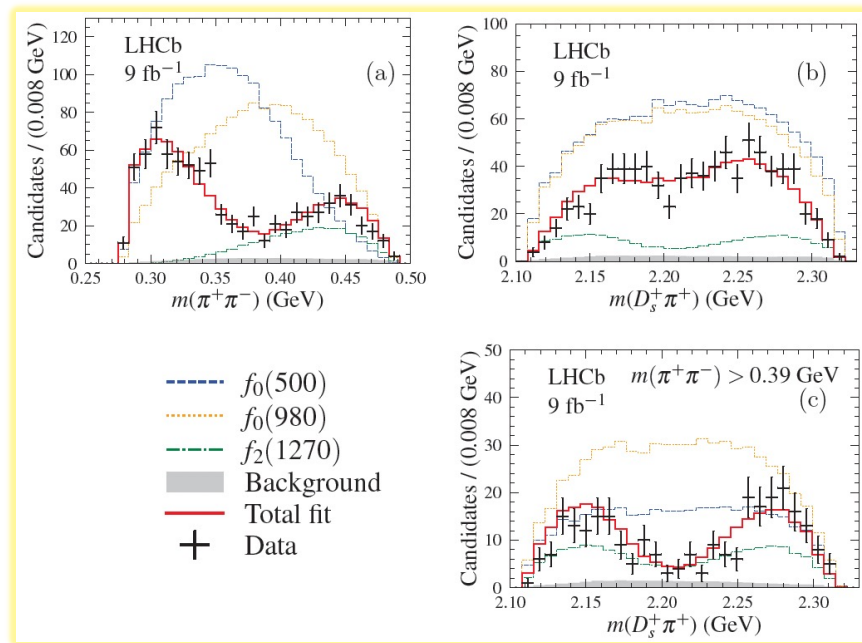 Candidates / (0.008 GeV)
120
100
80
60
40
20
0
LHCb
9 fb⁻¹
(a)
0.25 0.30 0.35 0.40 0.45 0.50
m(π⁺π⁻) (GeV)
Candidates / (0.008 GeV)
100
80
60
40
20
0
LHCb
9 fb⁻¹
(b)
2.10 2.15 2.20 2.25 2.30
m(D_s⁺π⁺) (GeV)
f₀(500)
f₀(980)
f₂(1270)
Background
Total fit
Data
Candidates / (0.008 GeV)
50
40
30
20
10
0
LHCb m(π⁺π⁻) > 0.39 GeV
9 fb⁻¹ (c)
2.10 2.15 2.20 2.25 2.30
m(D_s⁺π⁺) (GeV)